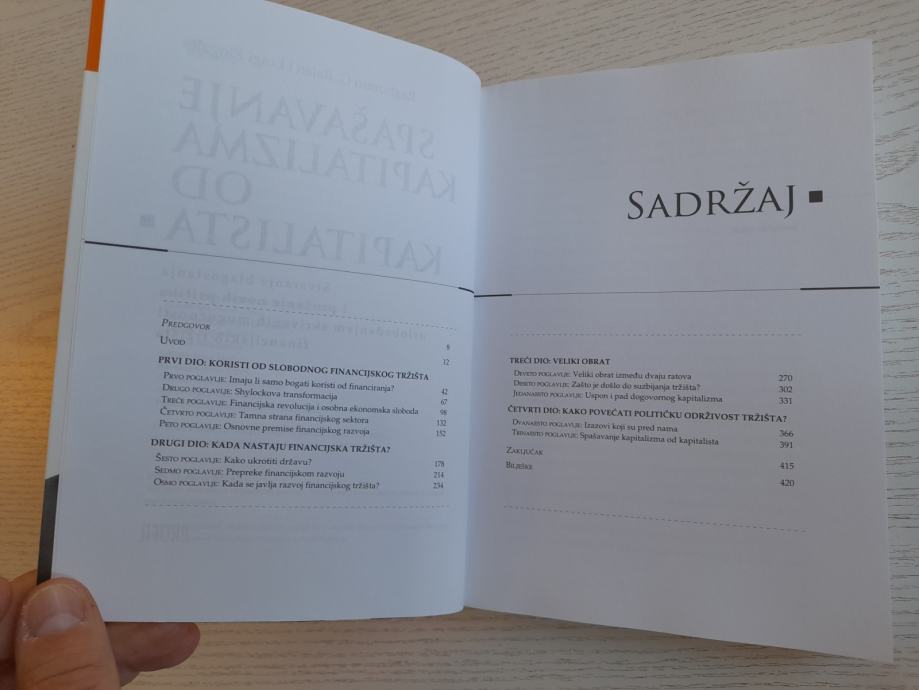 PREDGOVOR 9
UVOD 12
PRVI DIO: KORISTI OD SLOBODNOG FINANCIJSKOG TRŽIŠTA
PRVO POGLAVLJE: Imaju li samo bogati koristi od financiranja? 42
DRUGO POGLAVLJE: Shylockova transformacija 67
TREĆE POGLAVLJE: Financijska revolucija i osobna ekonomska sloboda 98
ČETVRTO POGLAVLJE: Tamna strana financijskog sektora 132
PETO POGLAVLJE: Osnovne premise financijskog razvoja 152
DRUGI DIO: KADA NASTAJU FINANCIJSKA TRŽIŠTA?
ŠESTO POGLAVLJE: Kako ukrotiti državu? 178
SEDMO POGLAVLJE: Prepreke financijskom razvoju 214
OSMO POGLAVLJE: Kada se javlja razvoj financijskog tržišta? 234
SADRŽAJ
TREĆI DIO: VELIKI OBRAT
DEVETO POGLAVLJE: Veliki obrat između dvaju ratova 270
DESETO POGLAVLJE: Zašto je došlo do suzbijanja tržišta? 302
JEDANAESTO POGLAVLJE: Uspon i pad dogovornog kapitalizma 331
ČETVRTI DIO: KAKO POVEĆATI POLITIČKU ODRŽIVOST TRŽIŠTA?
DVANAESTO POGLAVLJE: Izazovi koji su pred nama 366
TRINAESTO POGLAVLJE: Spašavanje kapitalizma od kapitalista 391
ZAKLJUČAK 415
BILJEŠKE 420